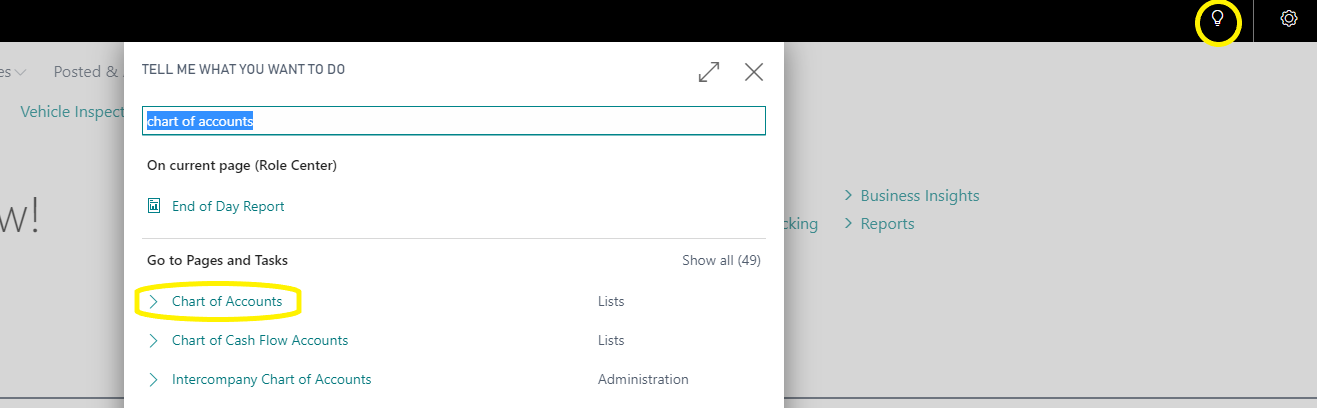 TELL ME WHAT YOU WANT TO DO
es
Posted &
Vehicle Inspect
chart of accounts
On current page (Role Center)
End of Day Report
w!
Business Insights
cking
Reports
Go to Pages and Tasks
Show all (49)
Chart of Accounts
Lists
Chart of Cash Flow Accounts
Lists
Intercompany Chart of Accounts
Administration